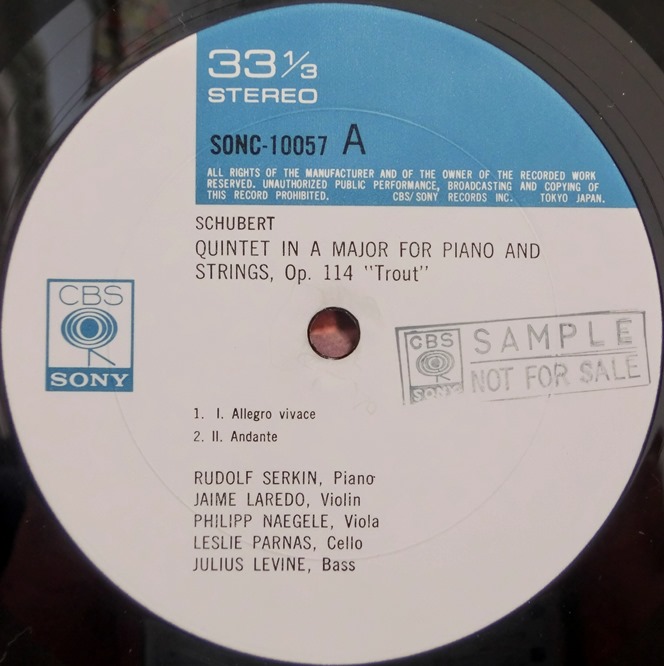 33 1/3
STEREO
SONC-10057 A
ALL RIGHTS OF THE MANUFACTURER AND OF THE OWNER OF THE RECORDED WORK
RESERVED. UNAUTHORIZED PUBLIC PERFORMANCE, BROADCASTING AND COPYING OF
THIS RECORD PROHIBITED. CBS/SONY RECORDS INC. TOKYO JAPAN.
SCHUBERT
QUINTET IN A MAJOR FOR PIANO AND
STRINGS, Op. 114 "Trout"
CBS
SONY
CBS
SONY
SAMPLE
NOT FOR SALE
1. I. Allegro vivace
2. II. Andante
RUDOLF SERKIN, Piano
JAIME LAREDO, Violin
PHILIPP NAEGELE, Viola
LESLIE PARNAS, Cello
JULIUS LEVINE, Bass